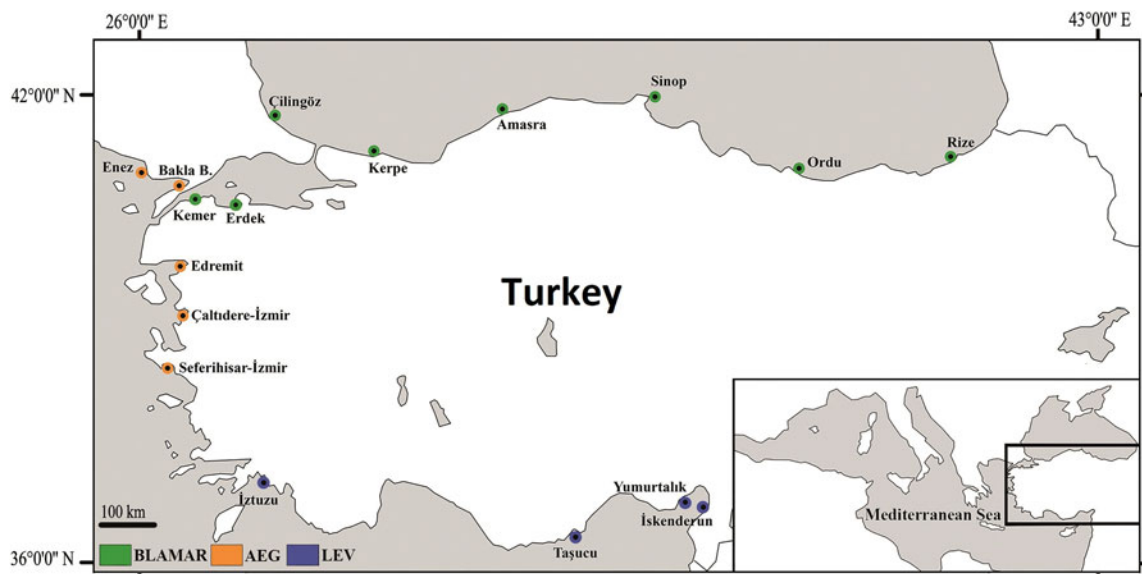 26°0'0" E
43°0'0" E
42°0'0" N
Sinop
Çilingöz
Amasra
Rize
Kerpe
Ordu
Enez
Bakla B.
Kemer
Erdek
Edremit
Turkey
Çaltıdere-İzmir
Seferihisar-İzmir
Yumurtalık
İztuzu
İskenderun
Mediterranean Sea
100 km
Taşucu
36°0'0" N
BLAMAR AEG LEV